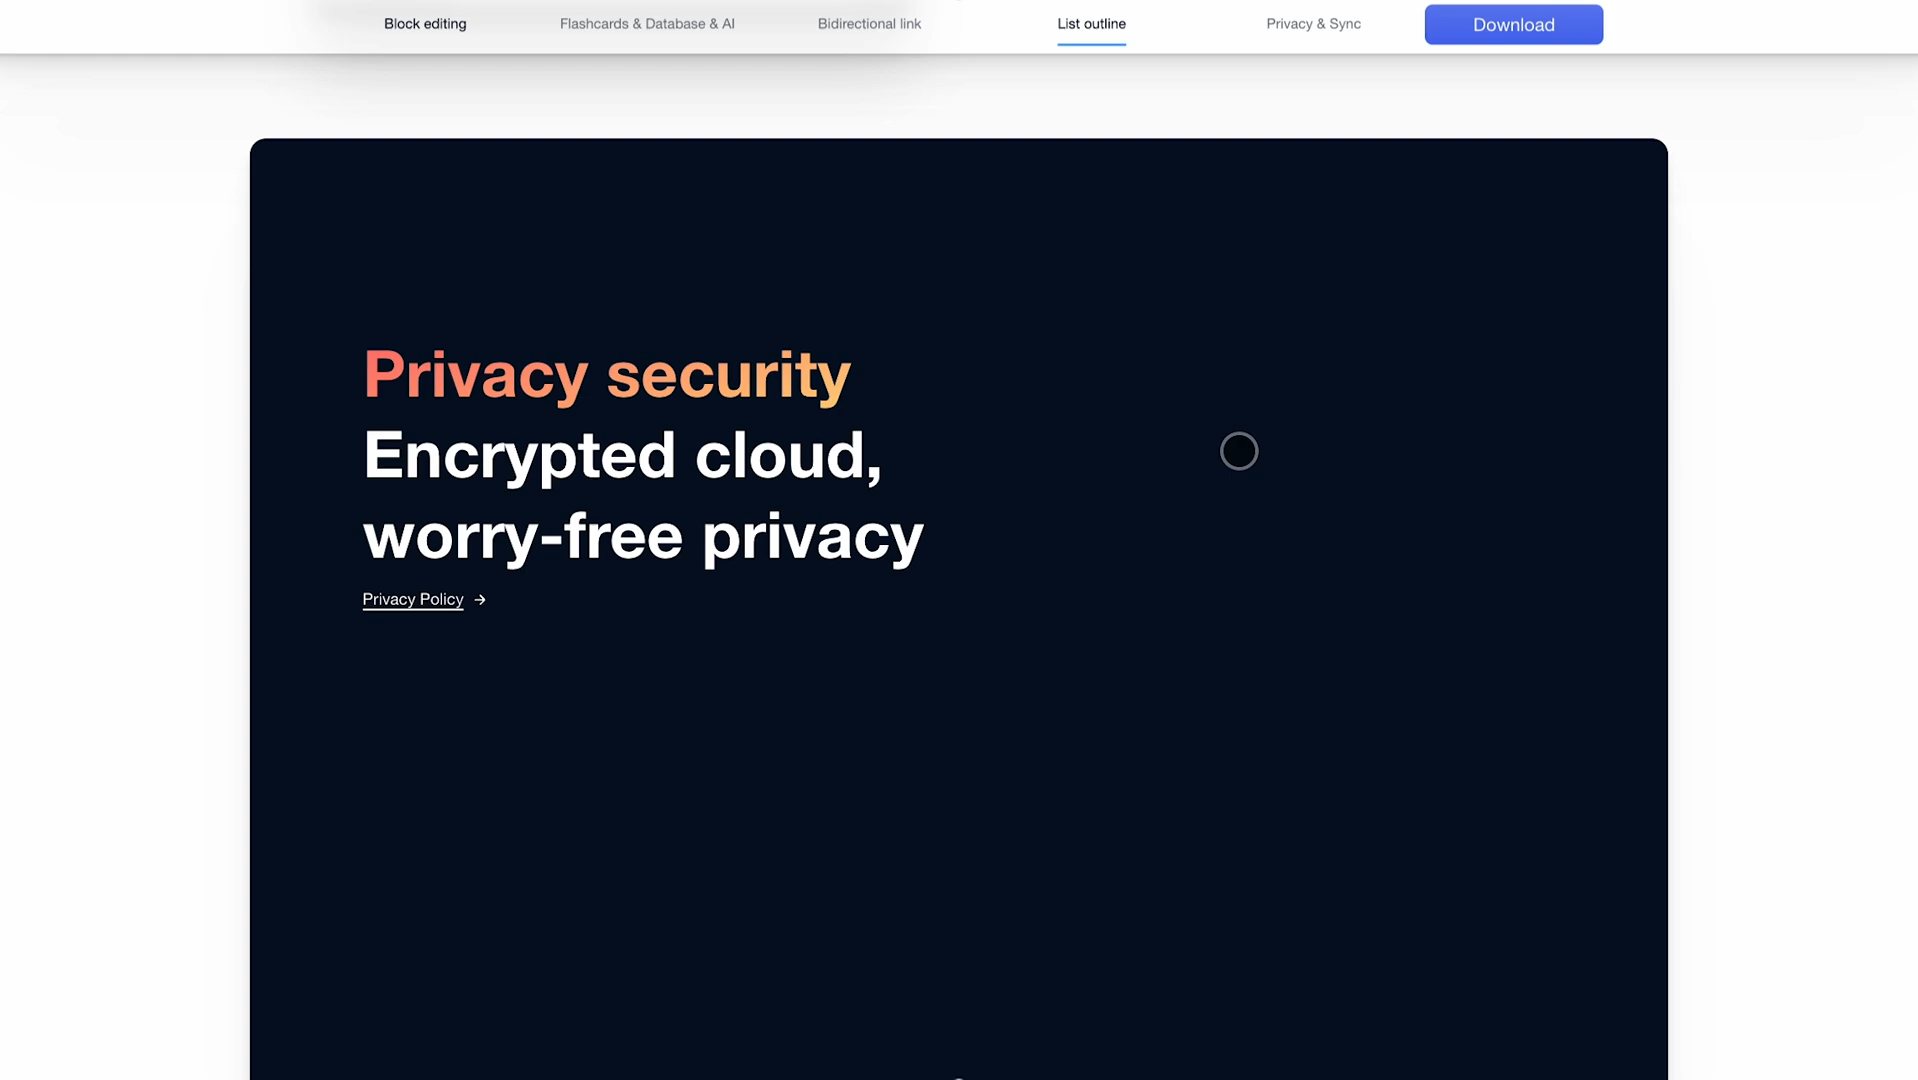 Block editing
Flashcards & Database & AI
Bidirectional link
List outline
Privacy & Sync
Download
Privacy security
Encrypted cloud,
worry-free privacy
Privacy Policy →